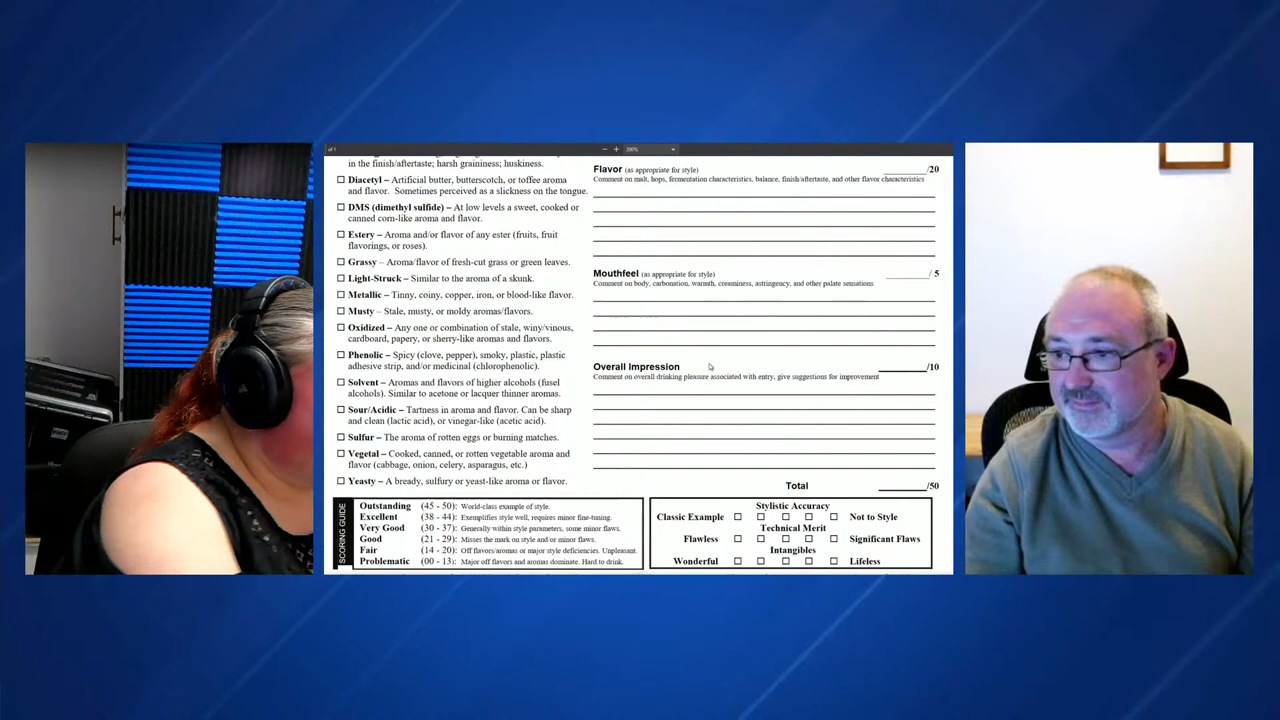 of 1
200%
in the finish/aftertaste; harsh graininess; huskiness.
☐ Diacetyl – Artificial butter, butterscotch, or toffee aroma
and flavor. Sometimes perceived as a slickness on the tongue.
☐ DMS (dimethyl sulfide) – At low levels a sweet, cooked or
canned corn-like aroma and flavor.
☐ Estery – Aroma and/or flavor of any ester (fruits, fruit
flavorings, or roses).
☐ Grassy – Aroma/flavor of fresh-cut grass or green leaves.
☐ Light-Struck – Similar to the aroma of a skunk.
☐ Metallic – Tinny, coiny, copper, iron, or blood-like flavor.
☐ Musty – Stale, musty, or moldy aromas/flavors.
☐ Oxidized – Any one or combination of stale, winy/vinous,
cardboard, papery, or sherry-like aromas and flavors.
☐ Phenolic – Spicy (clove, pepper), smoky, plastic, plastic
adhesive strip, and/or medicinal (chlorophenolic).
☐ Solvent – Aromas and flavors of higher alcohols (fusel
alcohols). Similar to acetone or lacquer thinner aromas.
☐ Sour/Acidic – Tartness in aroma and flavor. Can be sharp
and clean (lactic acid), or vinegar-like (acetic acid).
☐ Sulfur – The aroma of rotten eggs or burning matches.
☐ Vegetal – Cooked, canned, or rotten vegetable aroma and
flavor (cabbage, onion, celery, asparagus, etc.)
☐ Yeasty – A bready, sulfury or yeast-like aroma or flavor.
Flavor (as appropriate for style) ______/20
Comment on malt, hops, fermentation characteristics, balance, finish/aftertaste, and other flavor characteristics
Mouthfeel (as appropriate for style) ______/ 5
Comment on body, carbonation, warmth, creaminess, astringency, and other palate sensations
Overall Impression ______/10
Comment on overall drinking pleasure associated with entry, give suggestions for improvement
Total ______/50
SCORING GUIDE
Outstanding (45 - 50): World-class example of style.
Excellent (38 - 44): Exemplifies style well, requires minor fine-tuning.
Very Good (30 - 37): Generally within style parameters, some minor flaws.
Good (21 - 29): Misses the mark on style and/or minor flaws.
Fair (14 - 20): Off flavors/aromas or major style deficiencies. Unpleasant.
Problematic (00 - 13): Major off flavors and aromas dominate. Hard to drink.
Stylistic Accuracy
Classic Example ☐ ☐ ☐ ☐ ☐ Not to Style
Technical Merit
Flawless ☐ ☐ ☐ ☐ ☐ Significant Flaws
Intangibles
Wonderful ☐ ☐ ☐ ☐ ☐ Lifeless